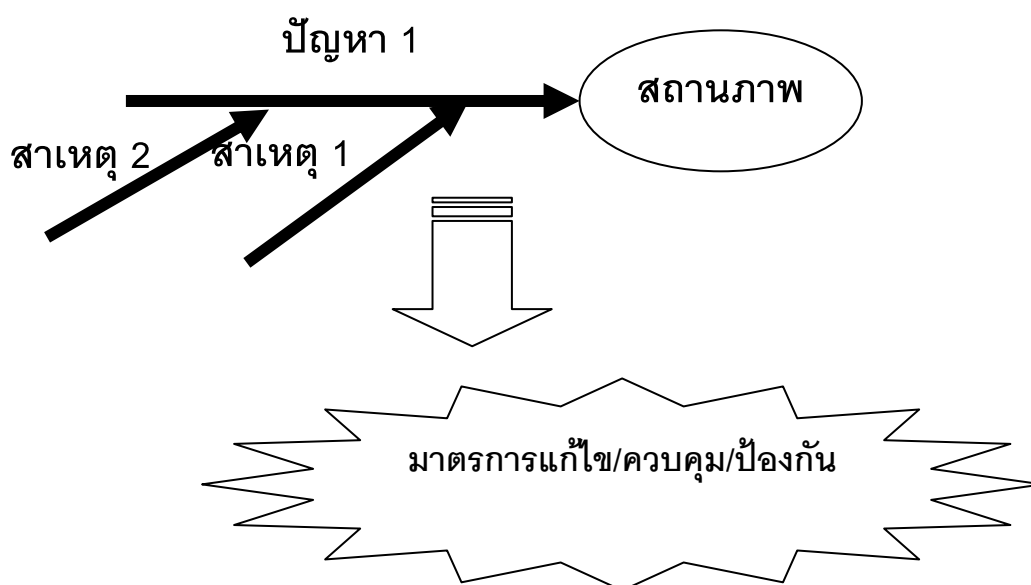 ปัญหา 1
สถานภาพ
สาเหตุ 2
สาเหตุ 1
มาตรการแก้ไข/ควบคุม/ป้องกัน